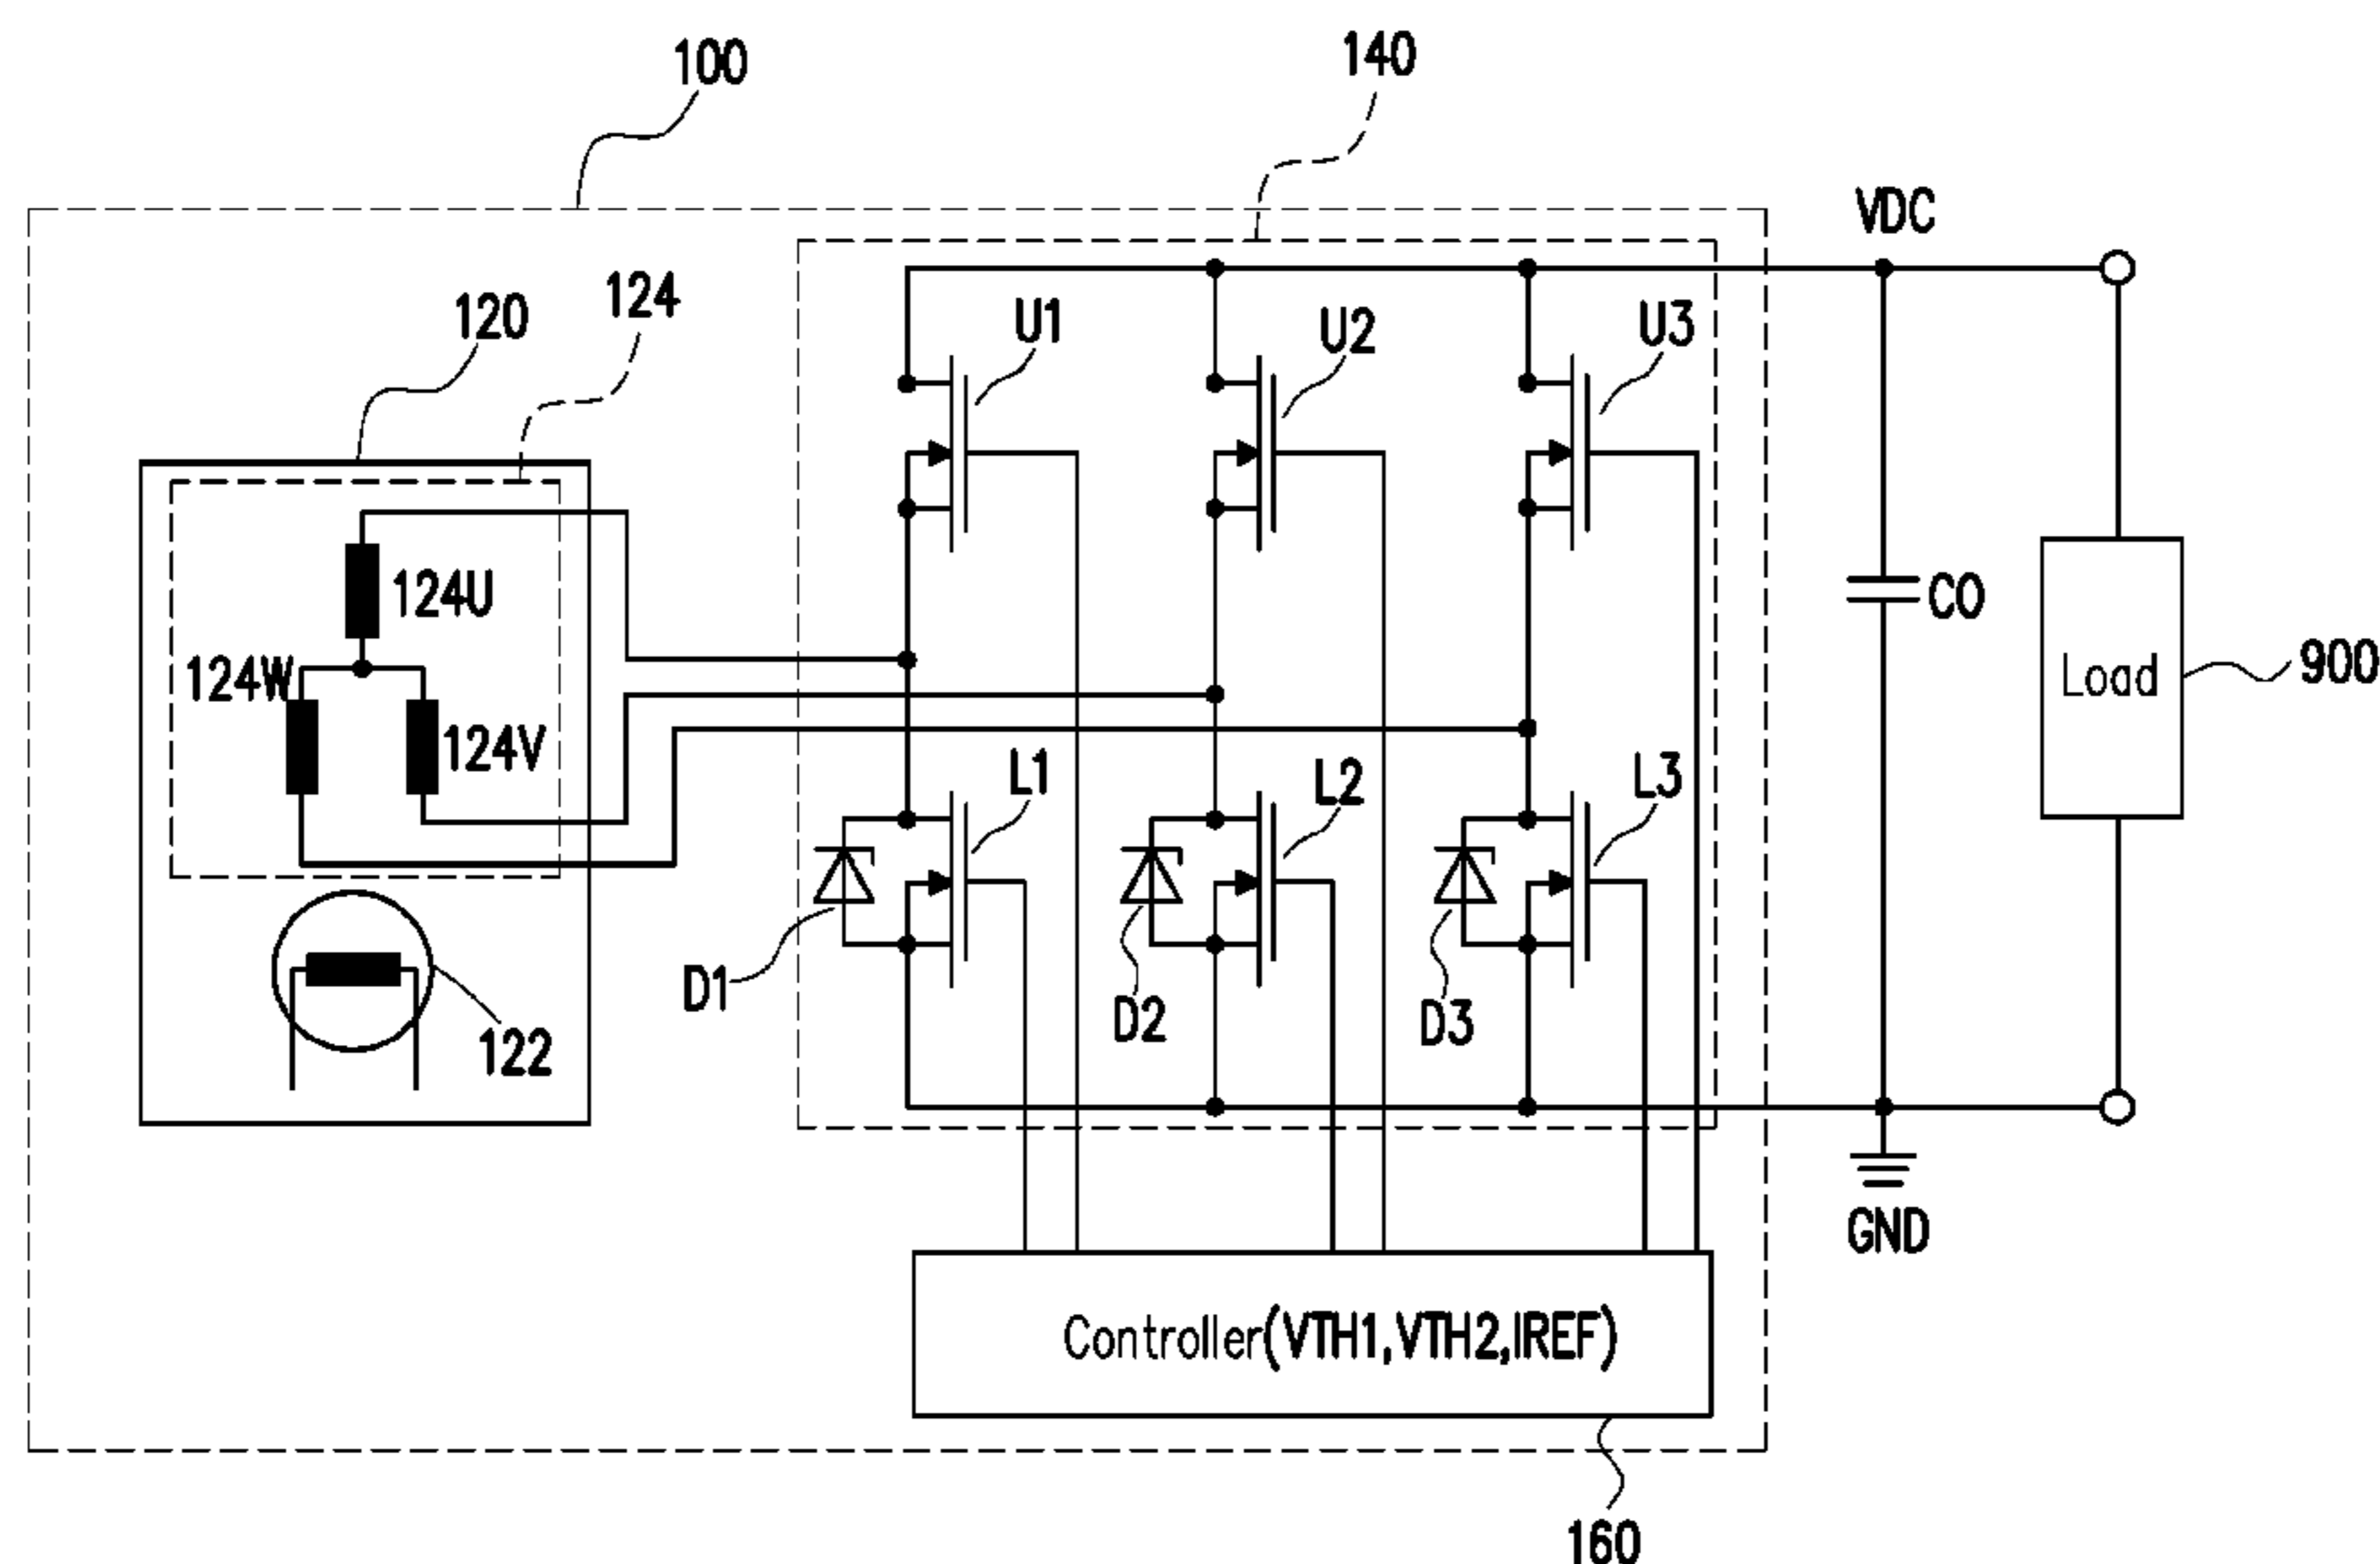 100
140
VDC
120
124
U1
U2
U3
124U
C0
124W
Load
900
124V
L1
L2
L3
D1
D2
D3
122
GND
Controller(VTH1,VTH2,IREF)
160